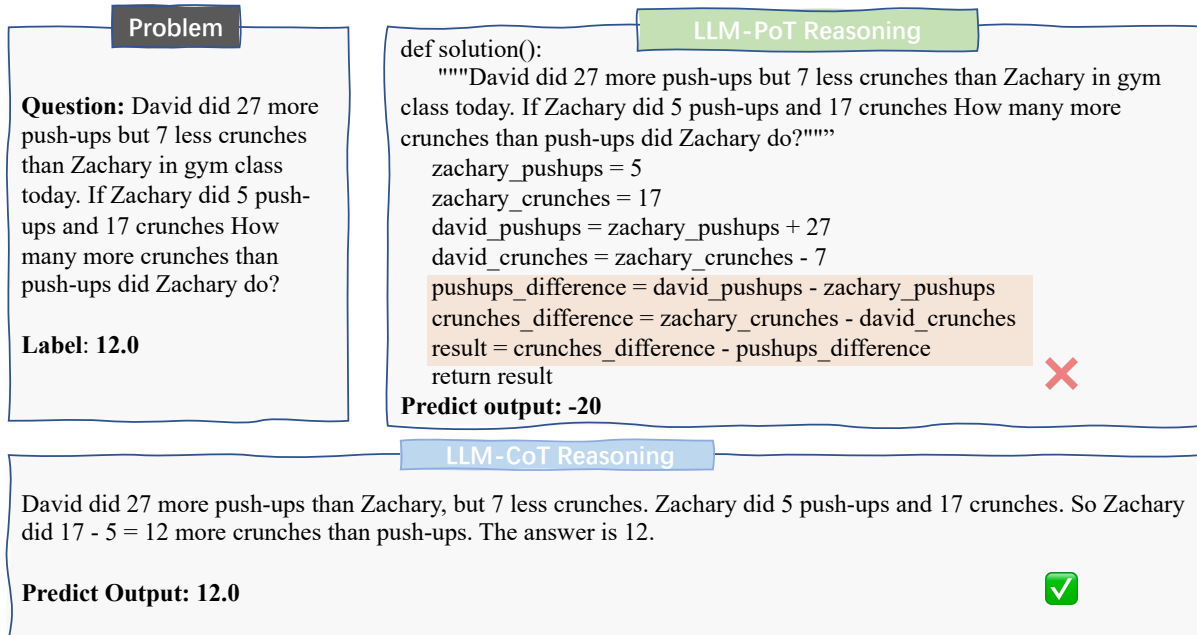 Problem
Question: David did 27 more
push-ups but 7 less crunches
than Zachary in gym class
today. If Zachary did 5 push-
ups and 17 crunches How
many more crunches than
push-ups did Zachary do?
Label: 12.0
LLM-PoT Reasoning
def solution():
"""David did 27 more push-ups but 7 less crunches than Zachary in gym
class today. If Zachary did 5 push-ups and 17 crunches How many more
crunches than push-ups did Zachary do?""”
zachary_pushups = 5
zachary_crunches = 17
david_pushups = zachary_pushups + 27
david_crunches = zachary_crunches - 7
pushups_difference = david_pushups - zachary_pushups
crunches_difference = zachary_crunches - david_crunches
result = crunches_difference - pushups_difference
return result
Predict output: -20
LLM-CoT Reasoning
David did 27 more push-ups than Zachary, but 7 less crunches. Zachary did 5 push-ups and 17 crunches. So Zachary
did 17 - 5 = 12 more crunches than push-ups. The answer is 12.
Predict Output: 12.0